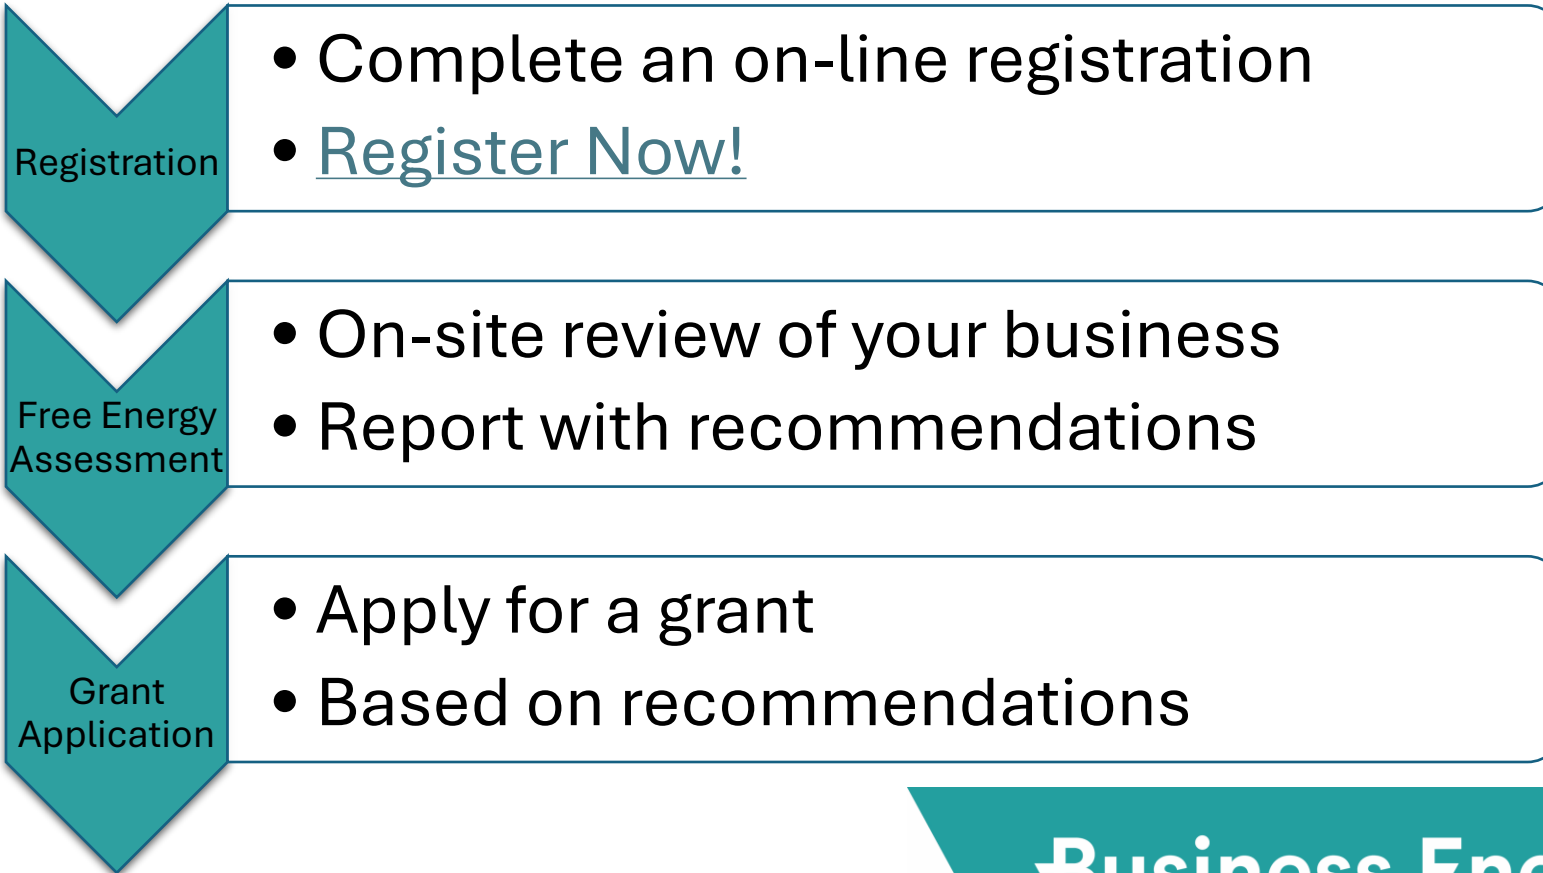 Registration
• Complete an on-line registration
• Register Now!
Free Energy
Assessment
• On-site review of your business
• Report with recommendations
Grant
Application
• Apply for a grant
• Based on recommendations
Business